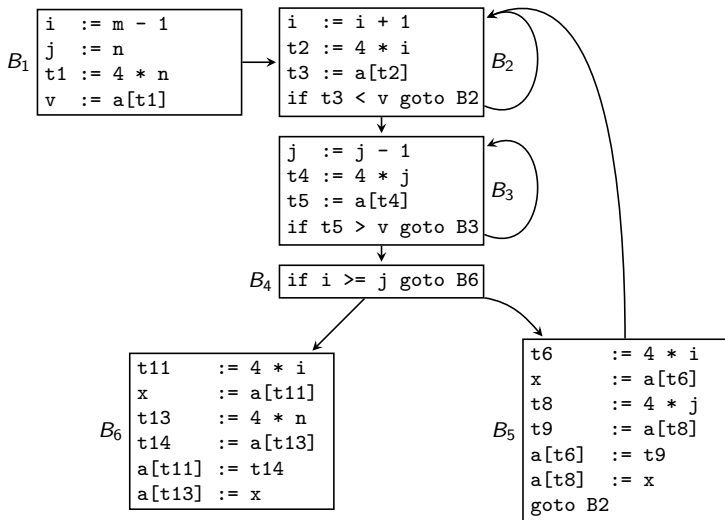 B1
i := m - 1
j := n
t1 := 4 * n
v := a[t1]
B2
i := i + 1
t2 := 4 * i
t3 := a[t2]
if t3 < v goto B2
B3
j := j - 1
t4 := 4 * j
t5 := a[t4]
if t5 > v goto B3
B4
if i >= j goto B6
B6
t11 := 4 * i
x := a[t11]
t13 := 4 * n
t14 := a[t13]
a[t11] := t14
a[t13] := x
B5
t6 := 4 * i
x := a[t6]
t8 := 4 * j
t9 := a[t8]
a[t6] := t9
a[t8] := x
goto B2